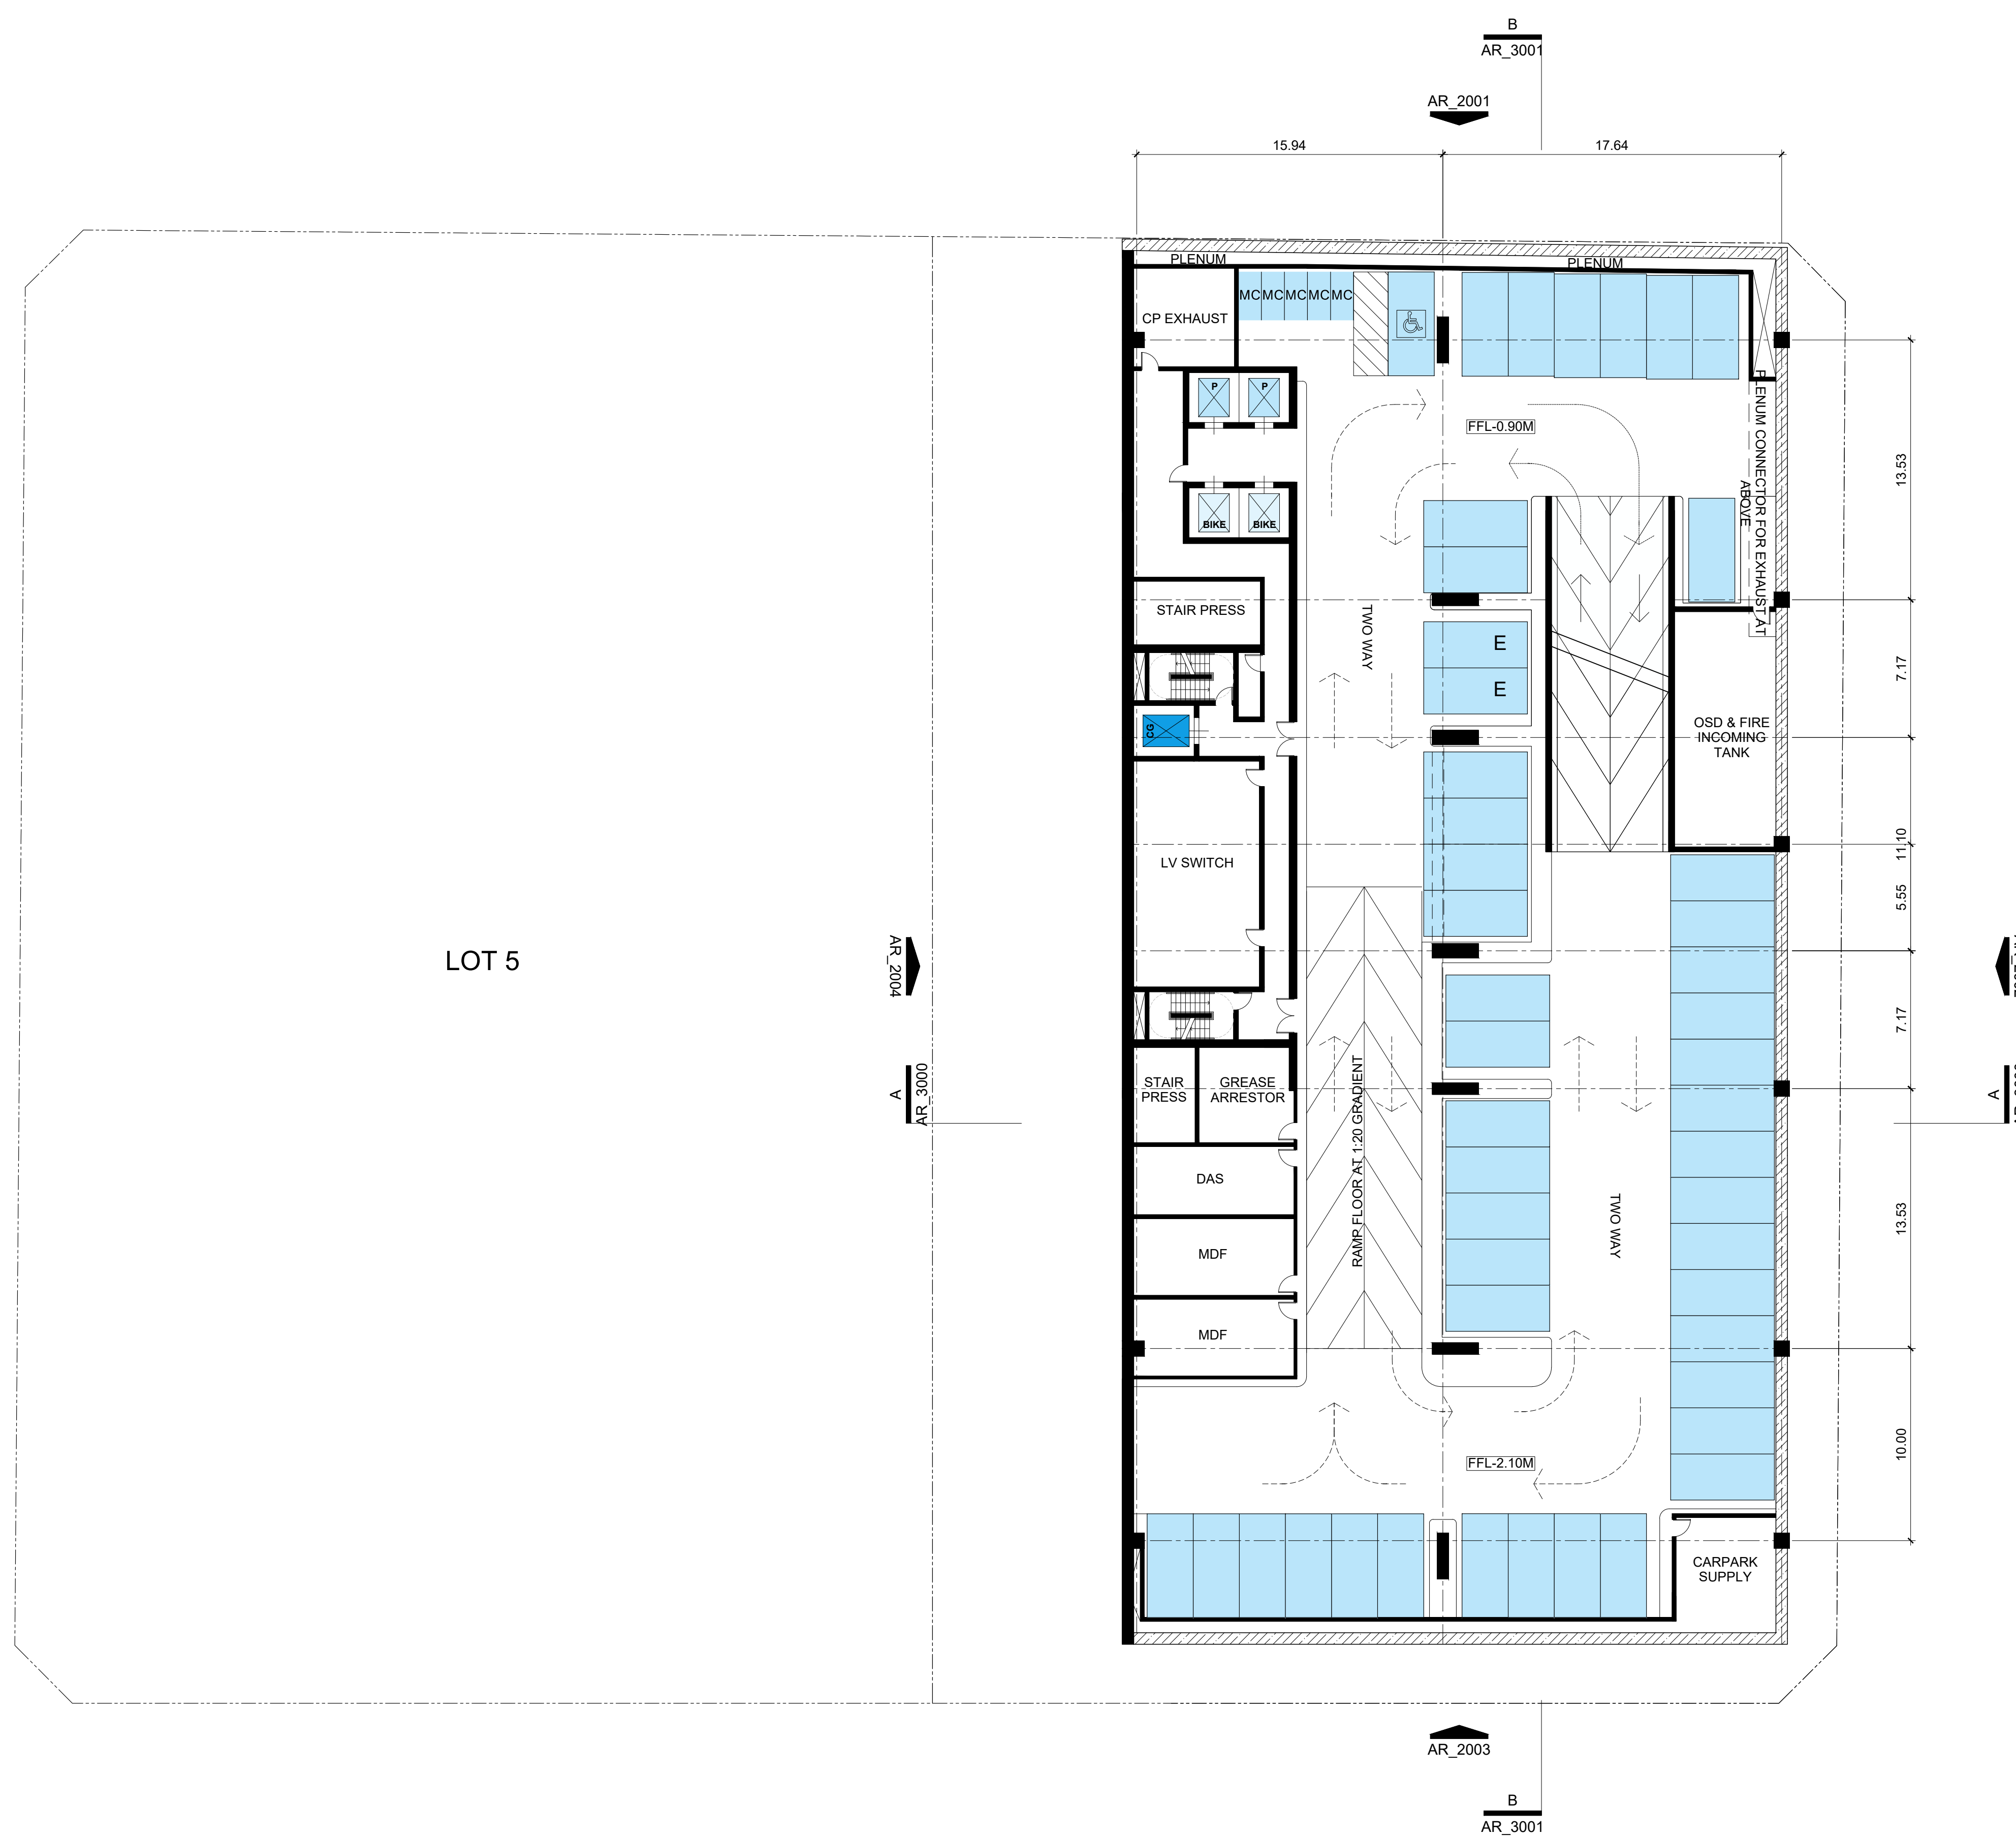 B
AR_3001
AR_2001
15.94
17.64
PLENUM
PLENUM
CP EXHAUST
MC
MC
MC
MC
MC
P
P
BIKE
BIKE
FFL-0.90M
PLENUM CONNECTOR FOR EXHAUST AT
ABOVE
13.53
STAIR PRESS
TWO WAY
E
E
7.17
CG
OSD & FIRE
INCOMING
TANK
LV SWITCH
11.10
5.55
LOT 5
AR_2004
7.17
A
AR_3000
STAIR
PRESS
GREASE
ARRESTOR
RAMP FLOOR AT 1:20 GRADIENT
A
DAS
TWO WAY
13.53
MDF
MDF
FFL-2.10M
10.00
CARPARK
SUPPLY
AR_2003
B
AR_3001